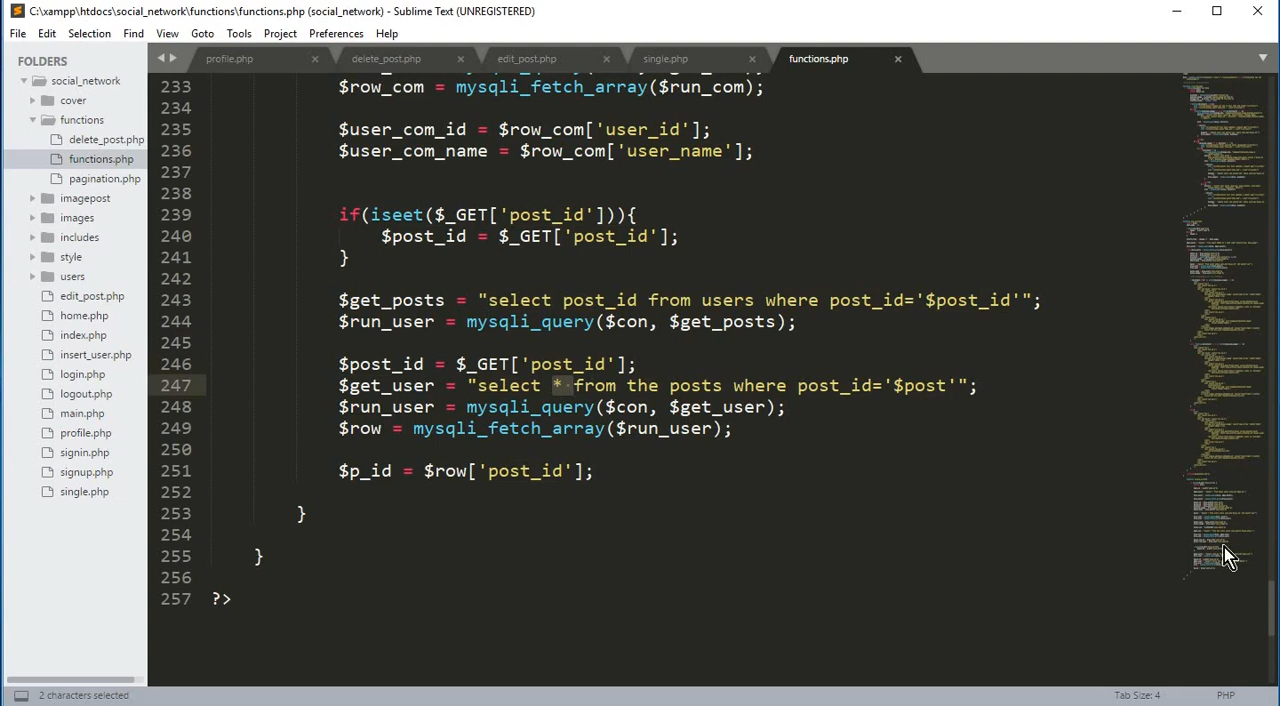 C:\xampp\htdocs\social_network\functions\functions.php (social_network) - Sublime Text (UNREGISTERED)
File Edit Selection Find View Goto Tools Project Preferences Help
FOLDERS
social_network
cover
functions
delete_post.php
functions.php
pagination.php
imagepost
images
includes
style
users
edit_post.php
home.php
index.php
insert_user.php
login.php
logout.php
main.php
profile.php
signin.php
signup.php
single.php
profile.php delete_post.php edit_post.php single.php functions.php
233 $row_com = mysqli_fetch_array($run_com);
234
235 $user_com_id = $row_com['user_id'];
236 $user_com_name = $row_com['user_name'];
237
238
239 if(iseet($_GET['post_id'])){
240 $post_id = $_GET['post_id'];
241 }
242
243 $get_posts = "select post_id from users where post_id='$post_id'";
244 $run_user = mysqli_query($con, $get_posts);
245
246 $post_id = $_GET['post_id'];
247 $get_user = "select * from the posts where post_id='$post'";
248 $run_user = mysqli_query($con, $get_user);
249 $row = mysqli_fetch_array($run_user);
250
251 $p_id = $row['post_id'];
252
253 }
254
255 }
256
257 ?>
2 characters selected Tab Size: 4 PHP